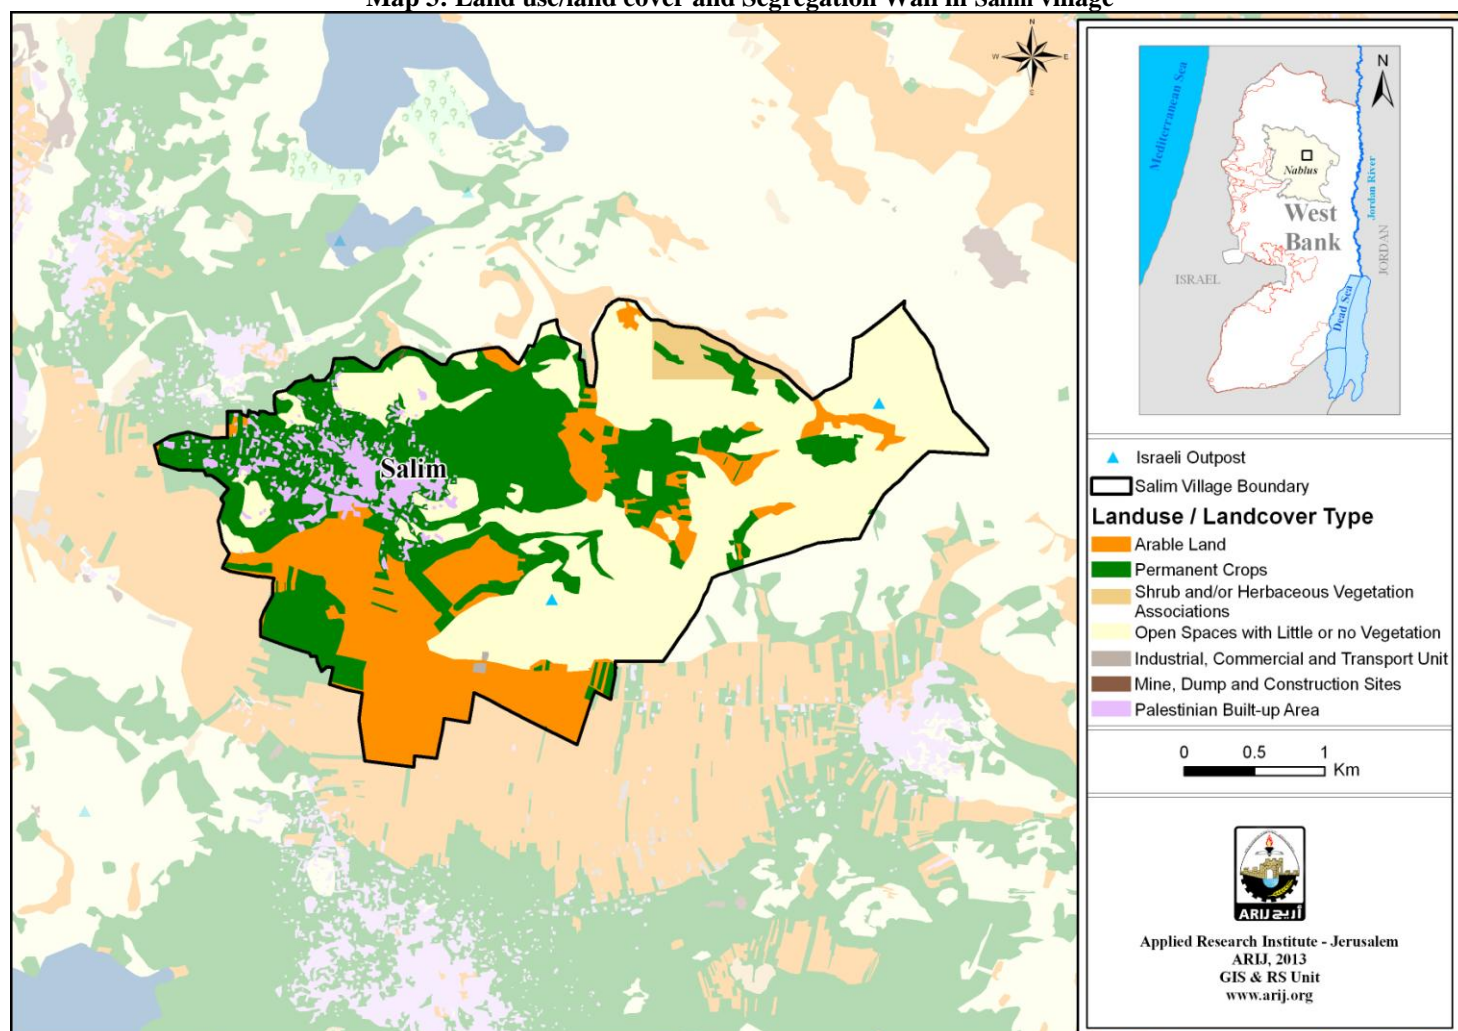 Map 3: Land use/land cover and Segregation Wall in Salim village
N
W
E
S
Salim
N
Mediterranean Sea
Nablus
West
Bank
Jordan River
JORDAN
ISRAEL
Dead Sea
Israeli Outpost
Salim Village Boundary
Landuse / Landcover Type
Arable Land
Permanent Crops
Shrub and/or Herbaceous Vegetation
Associations
Open Spaces with Little or no Vegetation
Industrial, Commercial and Transport Unit
Mine, Dump and Construction Sites
Palestinian Built-up Area
0 0.5 1
Km
ARIJ أريج
Applied Research Institute - Jerusalem
ARIJ, 2013
GIS & RS Unit
www.arij.org